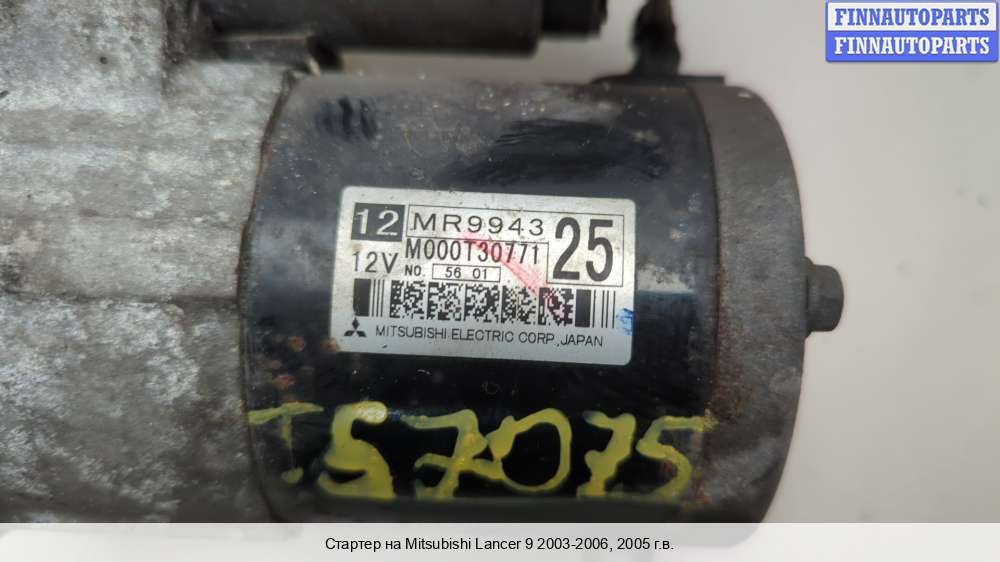 FINNAUTOPARTS
FINNAUTOPARTS
12 MR9943 25
12V M000T30771
NO. 56 01
MITSUBISHI ELECTRIC CORP. JAPAN
TS7075
Стартер на Mitsubishi Lancer 9 2003-2006, 2005 г.в.